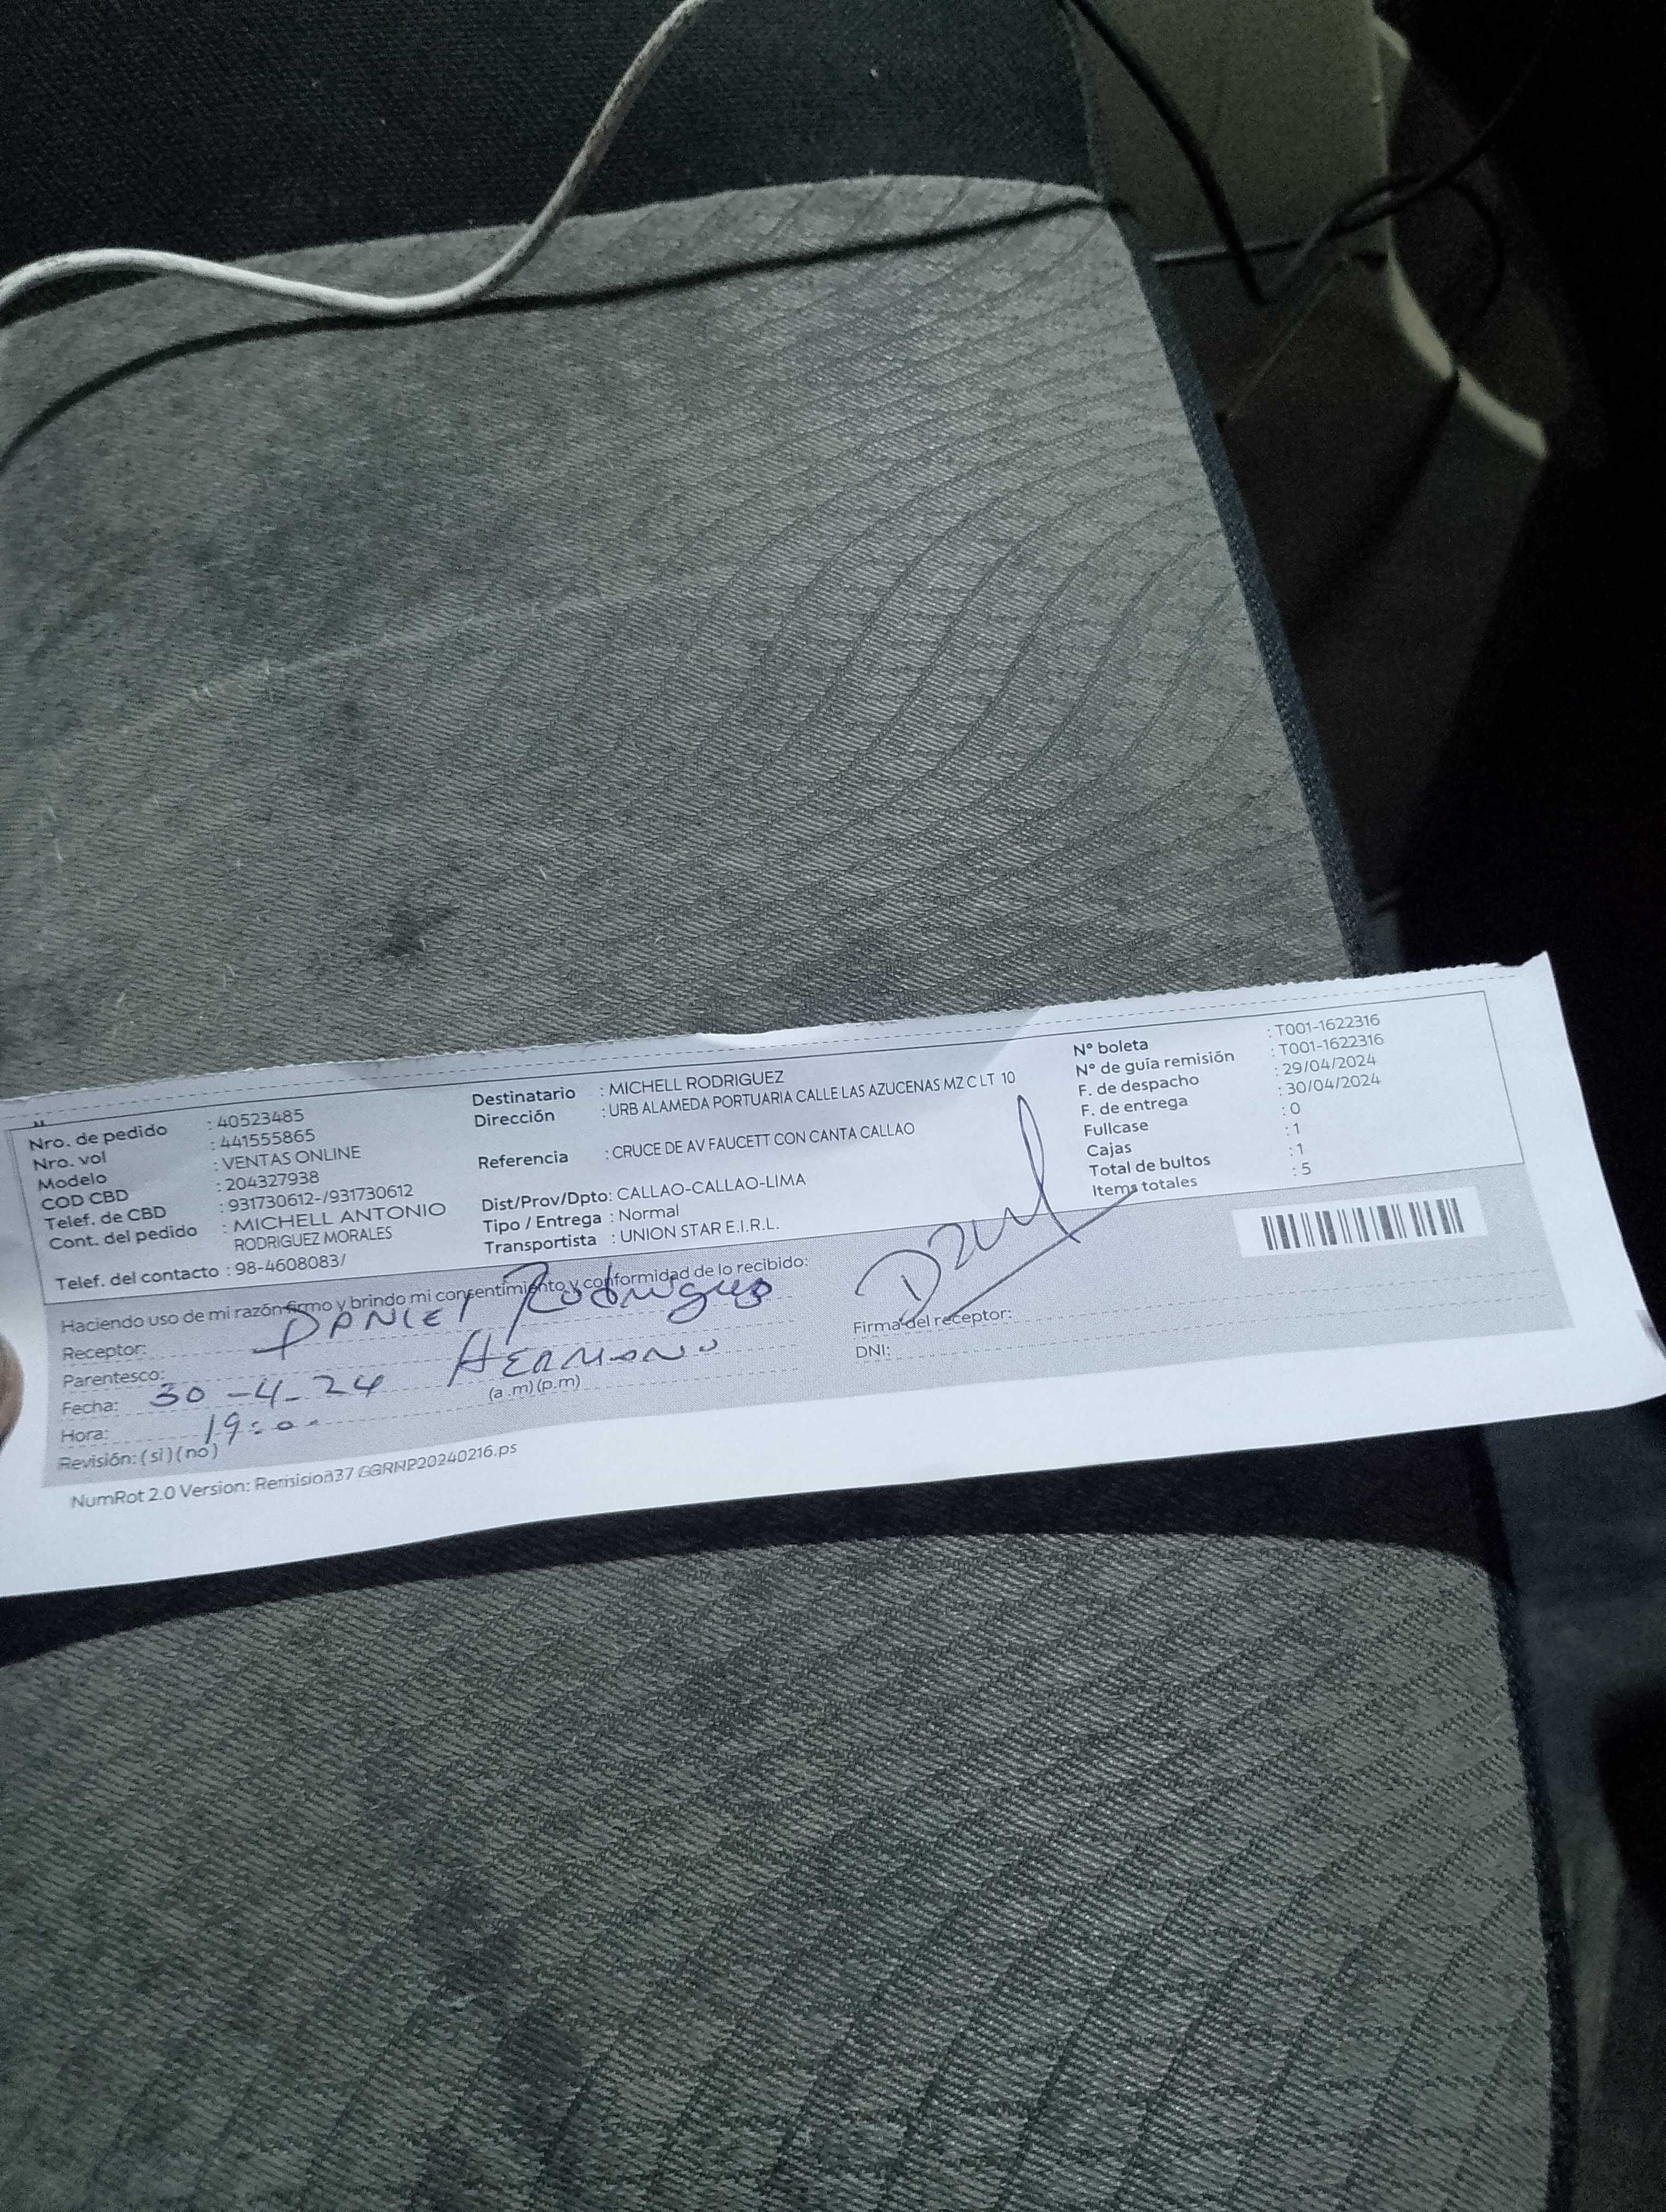 Nro. de pedido : 40523485
Nro. vol : 441555865
Modelo : VENTAS ONLINE
COD CBD : 204327938
Telef. de CBD : 931730612-/931730612
Cont. del pedido : MICHELL ANTONIO
RODRIGUEZ MORALES
Telef. del contacto : 98-4608083/
Destinatario : MICHELL RODRIGUEZ
Dirección : URB ALAMEDA PORTUARIA CALLE LAS AZUCENAS MZ C LT 10
Referencia : CRUCE DE AV FAUCETT CON CANTA CALLAO
Dist/Prov/Dpto: CALLAO-CALLAO-LIMA
Tipo / Entrega : Normal
Transportista : UNION STAR E.I.R.L.
N° boleta : T001-1622316
N° de guía remisión : T001-1622316
F. de despacho : 29/04/2024
F. de entrega : 30/04/2024
Fullcase : 0
Cajas : 1
Total de bultos : 1
Items totales : 5
Haciendo uso de mi razón firmo y brindo mi consentimiento y conformidad de lo recibido:
Receptor: DANIEL Rodriguez
Parentesco: HERMANO
Fecha: 30-4-24
Hora: 19:00 (a.m)(p.m)
Revisión: (si)(no)
Firma del receptor:
DNI:
NumRot 2.0 Version: 20240216.ps